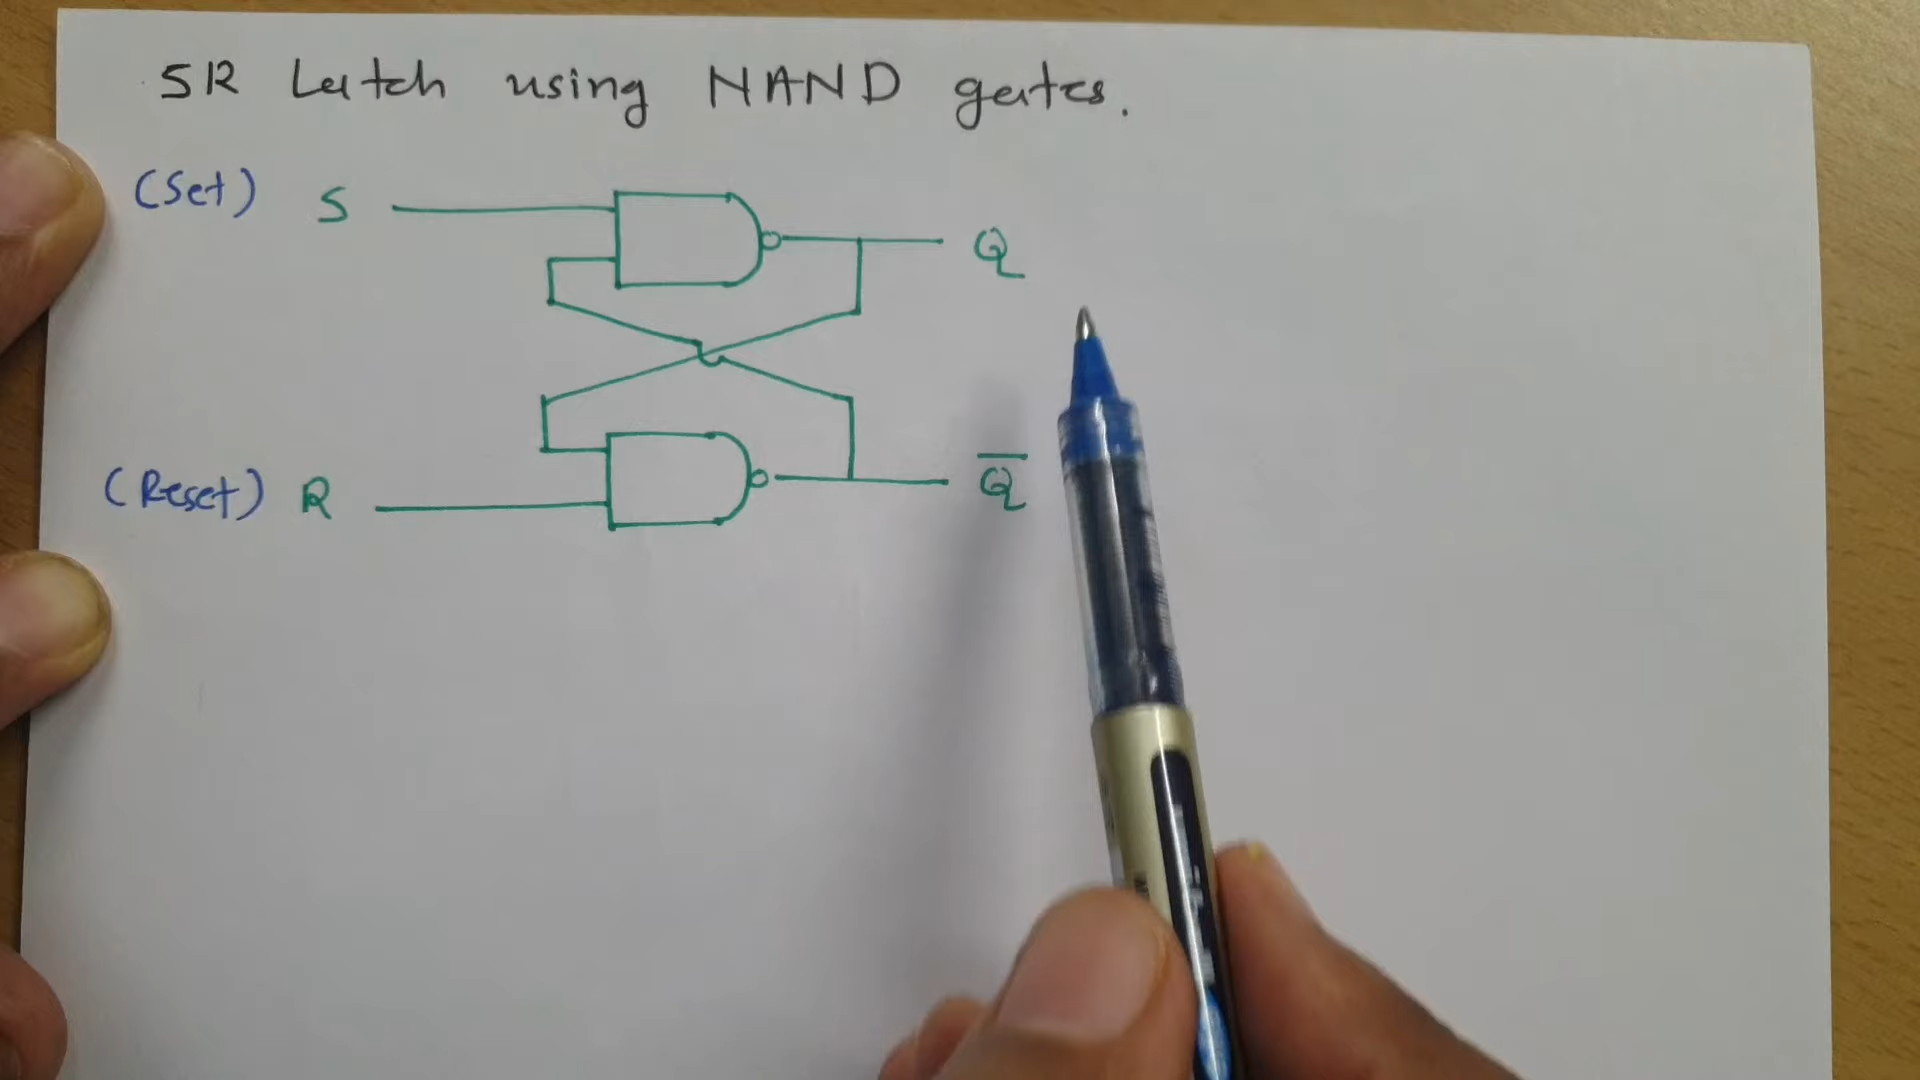 SR Latch using NAND gates.
(Set) S
Q
(Reset) R
Q̅